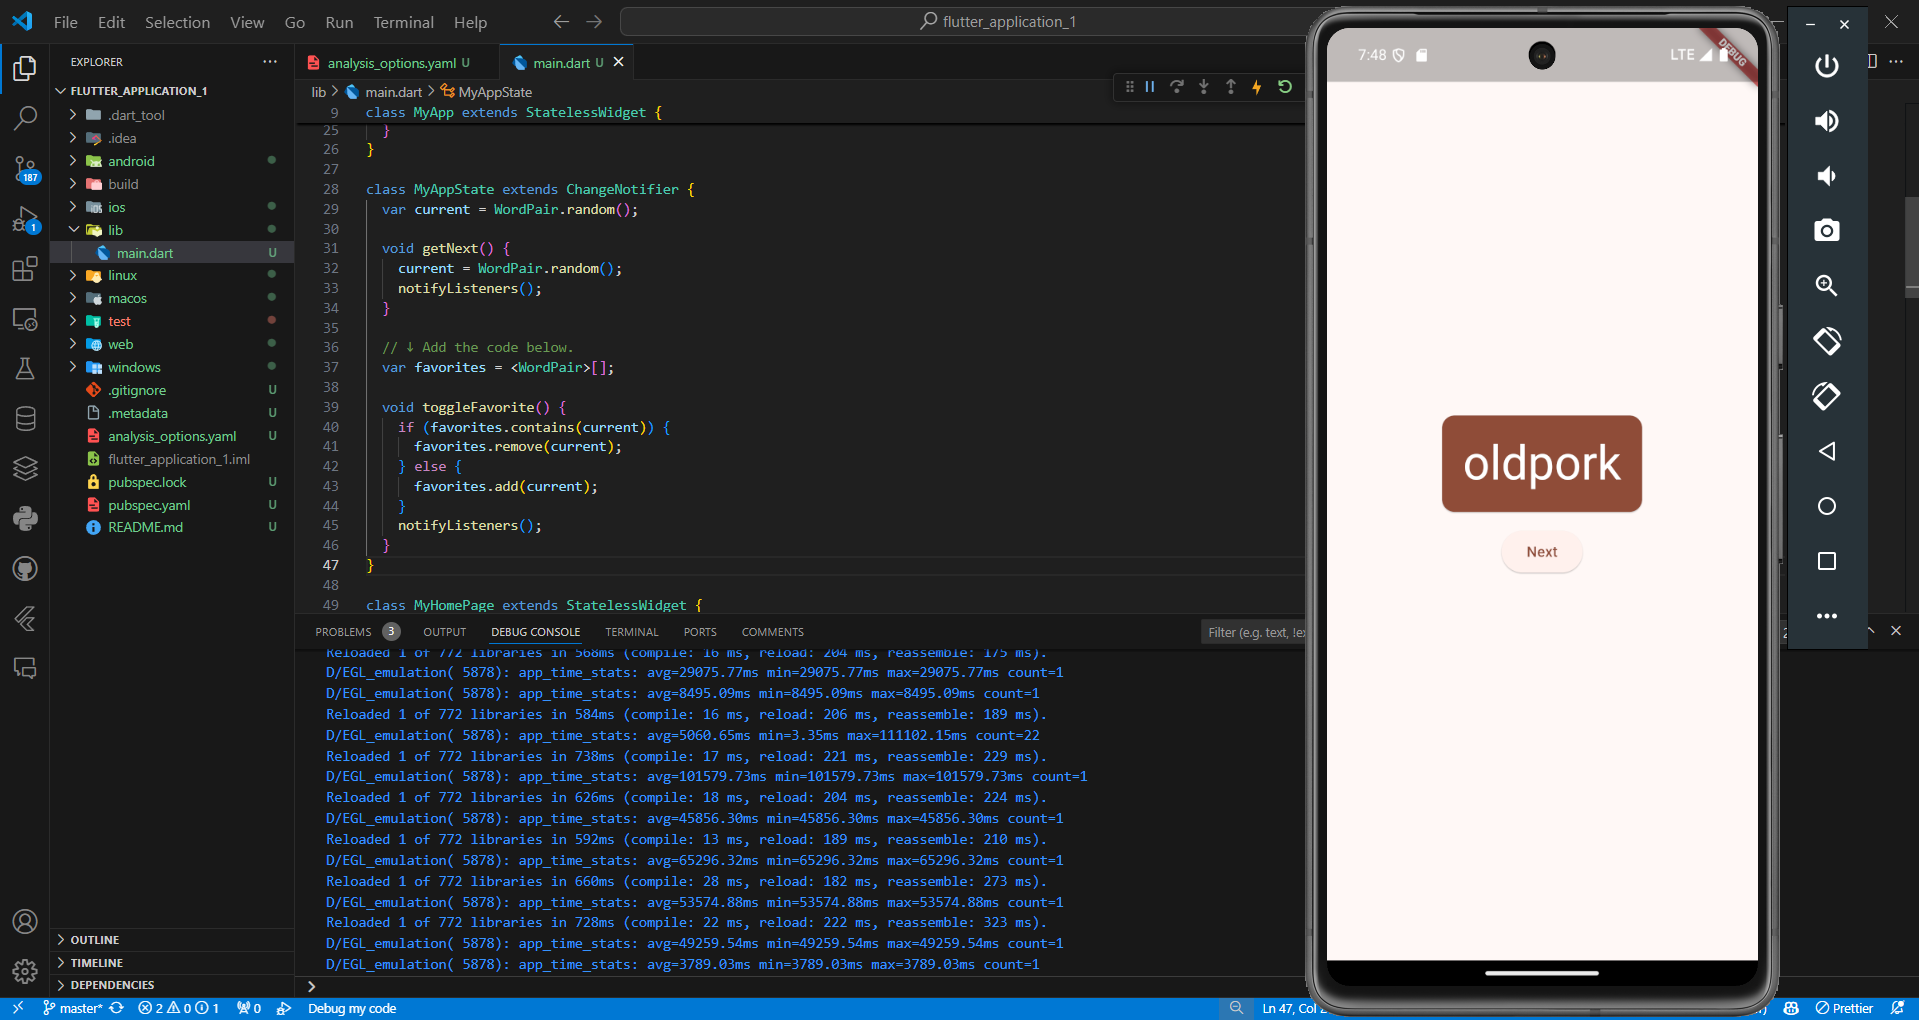 File Edit Selection View Go Run Terminal Help
flutter_application_1
EXPLORER
FLUTTER_APPLICATION_1
.dart_tool
.idea
android
build
ios
lib
main.dart U
linux
macos
test
web
windows
.gitignore U
.metadata U
analysis_options.yaml U
flutter_application_1.iml
pubspec.lock U
pubspec.yaml U
README.md U
OUTLINE
TIMELINE
DEPENDENCIES
187
1
analysis_options.yaml U
main.dart U
lib > main.dart > MyAppState
9 class MyApp extends StatelessWidget {
25 }
26 }
27
28 class MyAppState extends ChangeNotifier {
29 var current = WordPair.random();
30
31 void getNext() {
32 current = WordPair.random();
33 notifyListeners();
34 }
35
36 // ↓ Add the code below.
37 var favorites = <WordPair>[];
38
39 void toggleFavorite() {
40 if (favorites.contains(current)) {
41 favorites.remove(current);
42 } else {
43 favorites.add(current);
44 }
45 notifyListeners();
46 }
47 }
48
49 class MyHomePage extends StatelessWidget {
PROBLEMS 3 OUTPUT DEBUG CONSOLE TERMINAL PORTS COMMENTS
Filter (e.g. text, !ex
Reloaded 1 of 772 libraries in 568ms (compile: 16 ms, reload: 204 ms, reassemble: 175 ms).
D/EGL_emulation( 5878): app_time_stats: avg=29075.77ms min=29075.77ms max=29075.77ms count=1
D/EGL_emulation( 5878): app_time_stats: avg=8495.09ms min=8495.09ms max=8495.09ms count=1
Reloaded 1 of 772 libraries in 584ms (compile: 16 ms, reload: 206 ms, reassemble: 189 ms).
D/EGL_emulation( 5878): app_time_stats: avg=5060.65ms min=3.35ms max=111102.15ms count=22
Reloaded 1 of 772 libraries in 738ms (compile: 17 ms, reload: 221 ms, reassemble: 229 ms).
D/EGL_emulation( 5878): app_time_stats: avg=101579.73ms min=101579.73ms max=101579.73ms count=1
Reloaded 1 of 772 libraries in 626ms (compile: 18 ms, reload: 204 ms, reassemble: 224 ms).
D/EGL_emulation( 5878): app_time_stats: avg=45856.30ms min=45856.30ms max=45856.30ms count=1
Reloaded 1 of 772 libraries in 592ms (compile: 13 ms, reload: 189 ms, reassemble: 210 ms).
D/EGL_emulation( 5878): app_time_stats: avg=65296.32ms min=65296.32ms max=65296.32ms count=1
Reloaded 1 of 772 libraries in 660ms (compile: 28 ms, reload: 182 ms, reassemble: 273 ms).
D/EGL_emulation( 5878): app_time_stats: avg=53574.88ms min=53574.88ms max=53574.88ms count=1
Reloaded 1 of 772 libraries in 728ms (compile: 22 ms, reload: 222 ms, reassemble: 323 ms).
D/EGL_emulation( 5878): app_time_stats: avg=49259.54ms min=49259.54ms max=49259.54ms count=1
D/EGL_emulation( 5878): app_time_stats: avg=3789.03ms min=3789.03ms max=3789.03ms count=1
7:48 LTE
DEBUG
oldpork
Next
master* 2 0 1 0 Debug my code Ln 47, Col Prettier